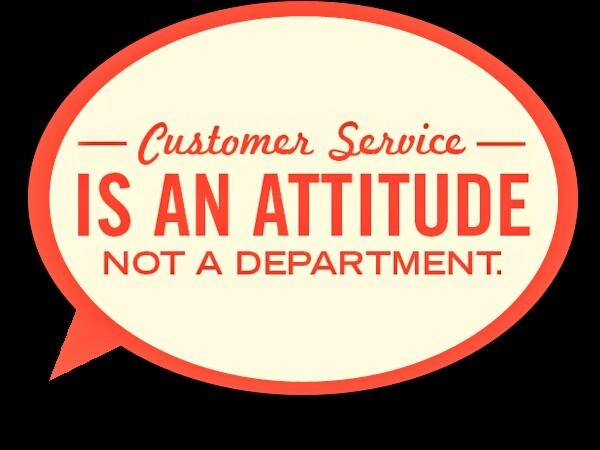 Customer Service
IS AN ATTITUDE
NOT A DEPARTMENT.